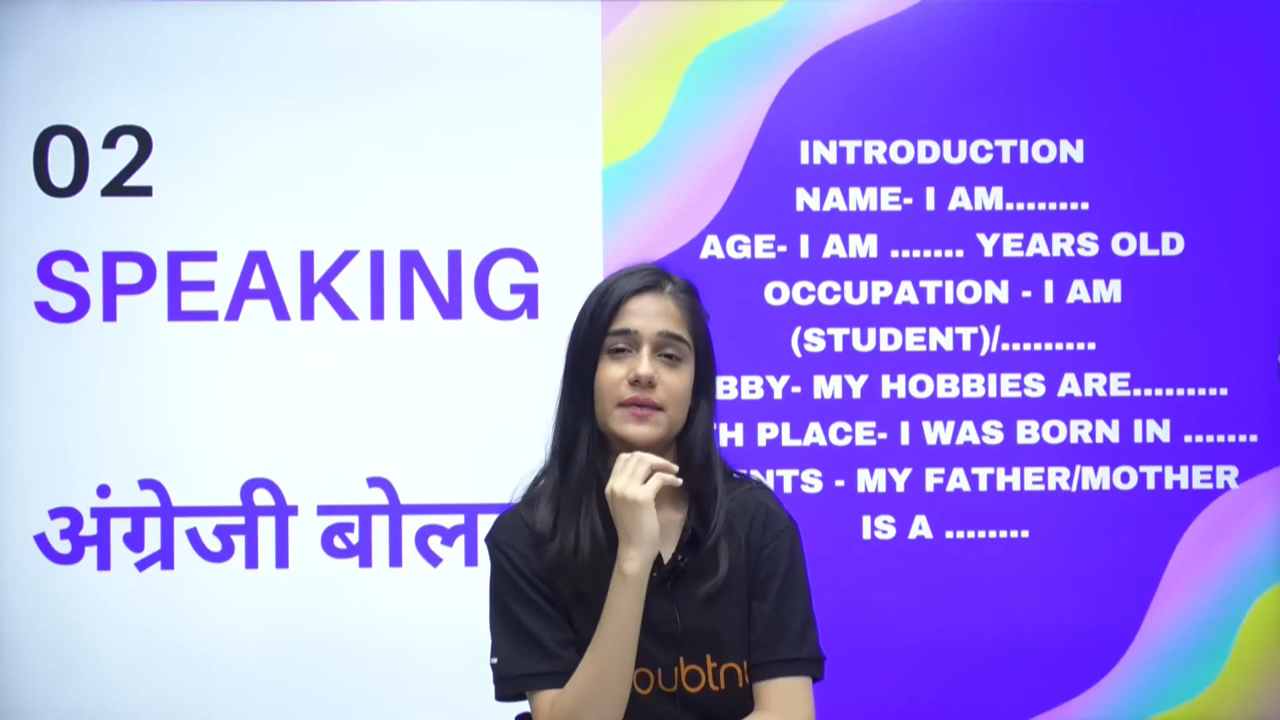 02
SPEAKING
अंग्रेजी
INTRODUCTION
NAME- I AM........
AGE- I AM ....... YEARS OLD
OCCUPATION - I AM
(STUDENT)/.........
MY HOBBIES ARE.........
PLACE- I WAS BORN IN .......
- MY FATHER/MOTHER
IS A ........